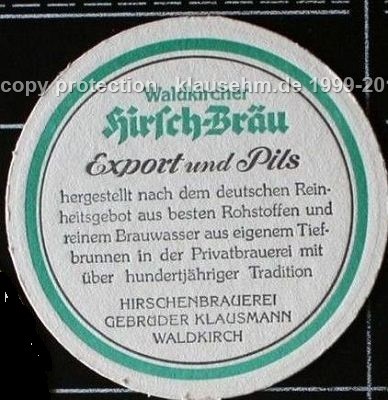 copy protection klausehm.de 1990-20
Waldkircher
Hirsch-Bräu
Export und Pils
hergestellt nach dem deutschen Rein-
heitsgebot aus besten Rohstoffen und
reinem Brauwasser aus eigenem Tief-
brunnen in der Privatbrauerei mit
über hundertjähriger Tradition
HIRSCHENBRAUEREI
GEBRÜDER KLAUSMANN
WALDKIRCH